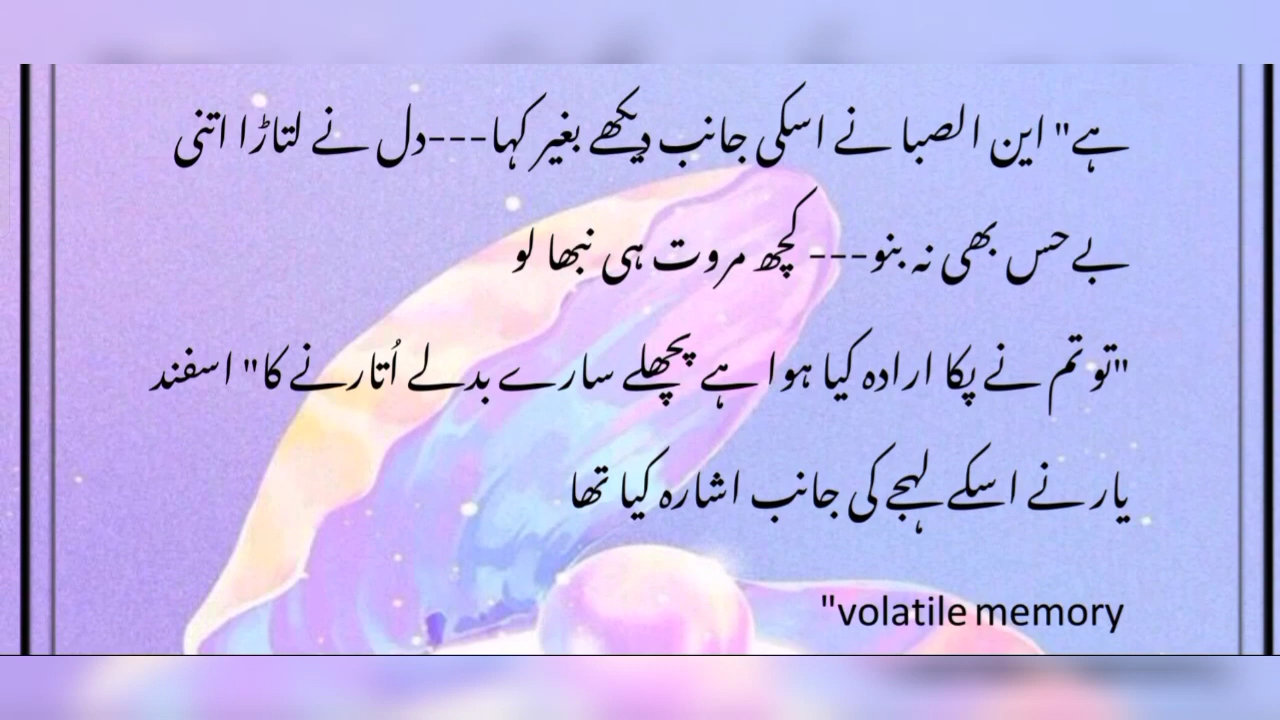 ہے" این الصبا نے اسکی جانب دیکھے بغیر کہا---دل نے لتاڑا اتنی
بے حس بھی نہ بنو--- کچھ مروت ہی نبھا لو
"تو تم نے پکا ارادہ کیا ہوا ہے پچھلے سارے بدلے اُتارنے کا" اسفند
یار نے اسکے لہجے کی جانب اشارہ کیا تھا
"volatile memory